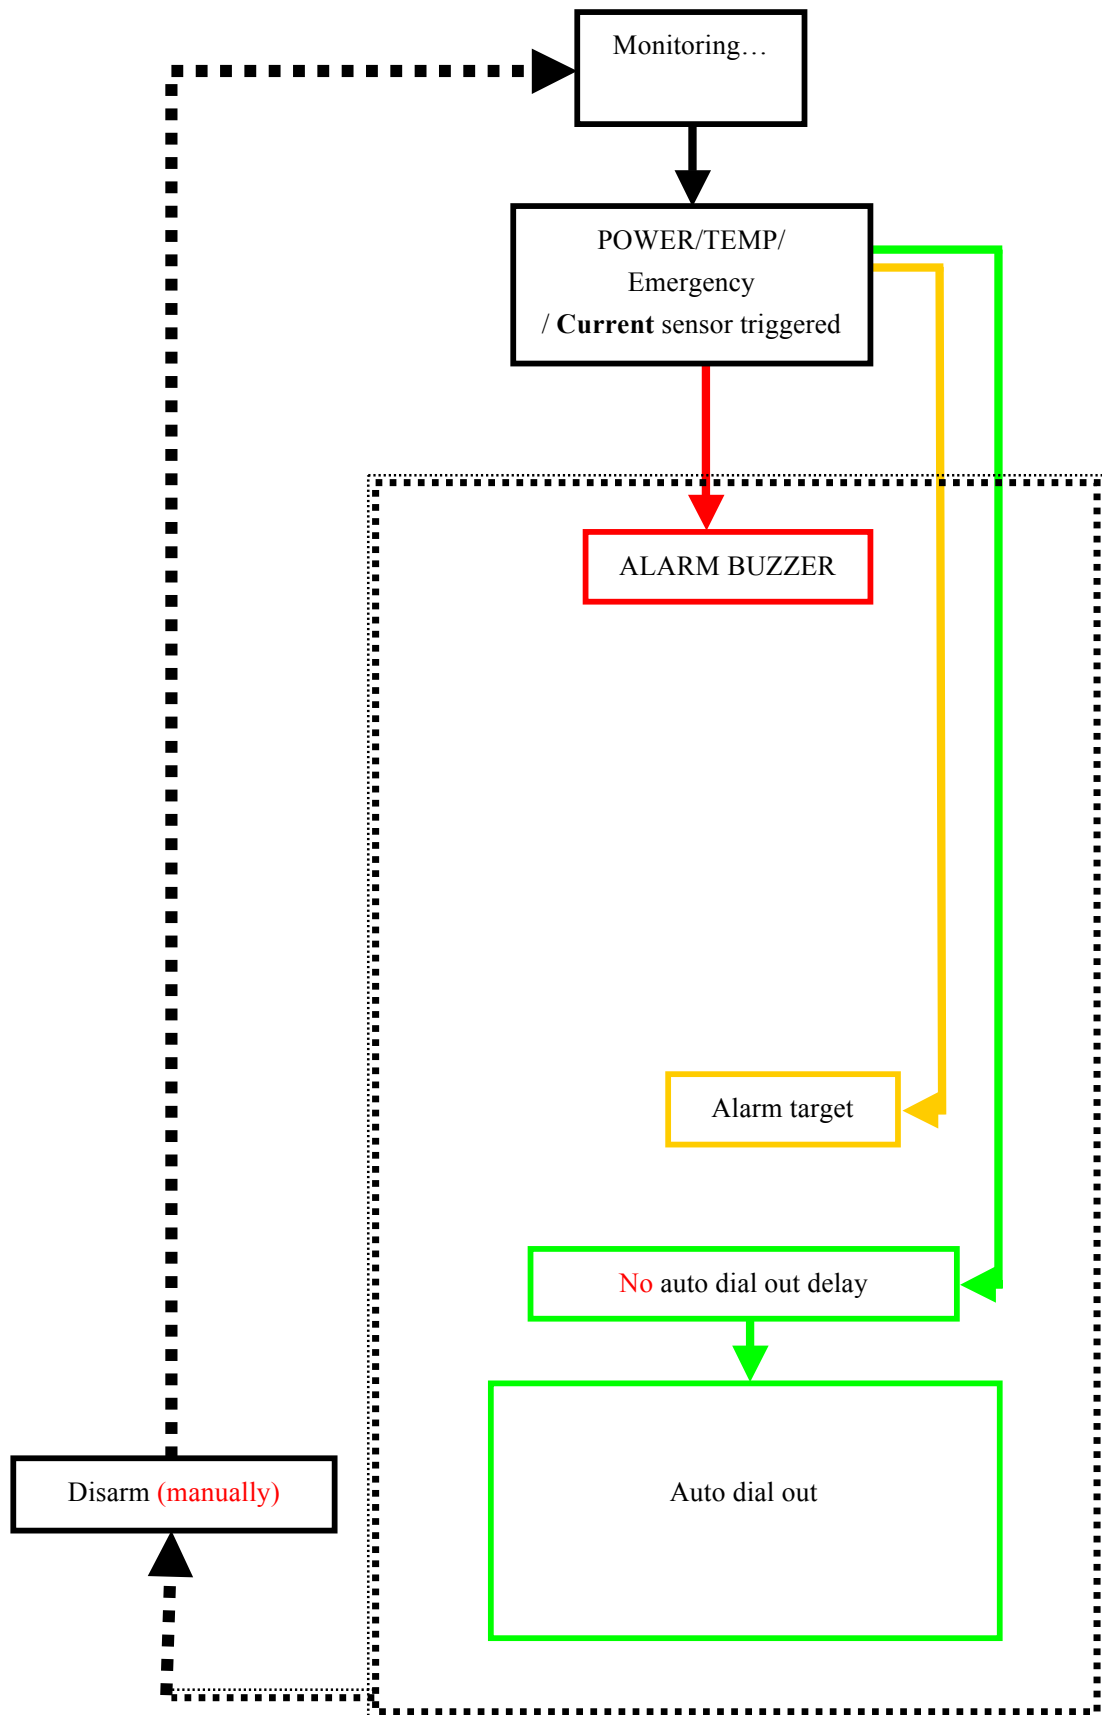 Monitoring…
POWER/TEMP/
Emergency
/ Current sensor triggered
ALARM BUZZER
Alarm target
No auto dial out delay
Disarm (manually)
Auto dial out